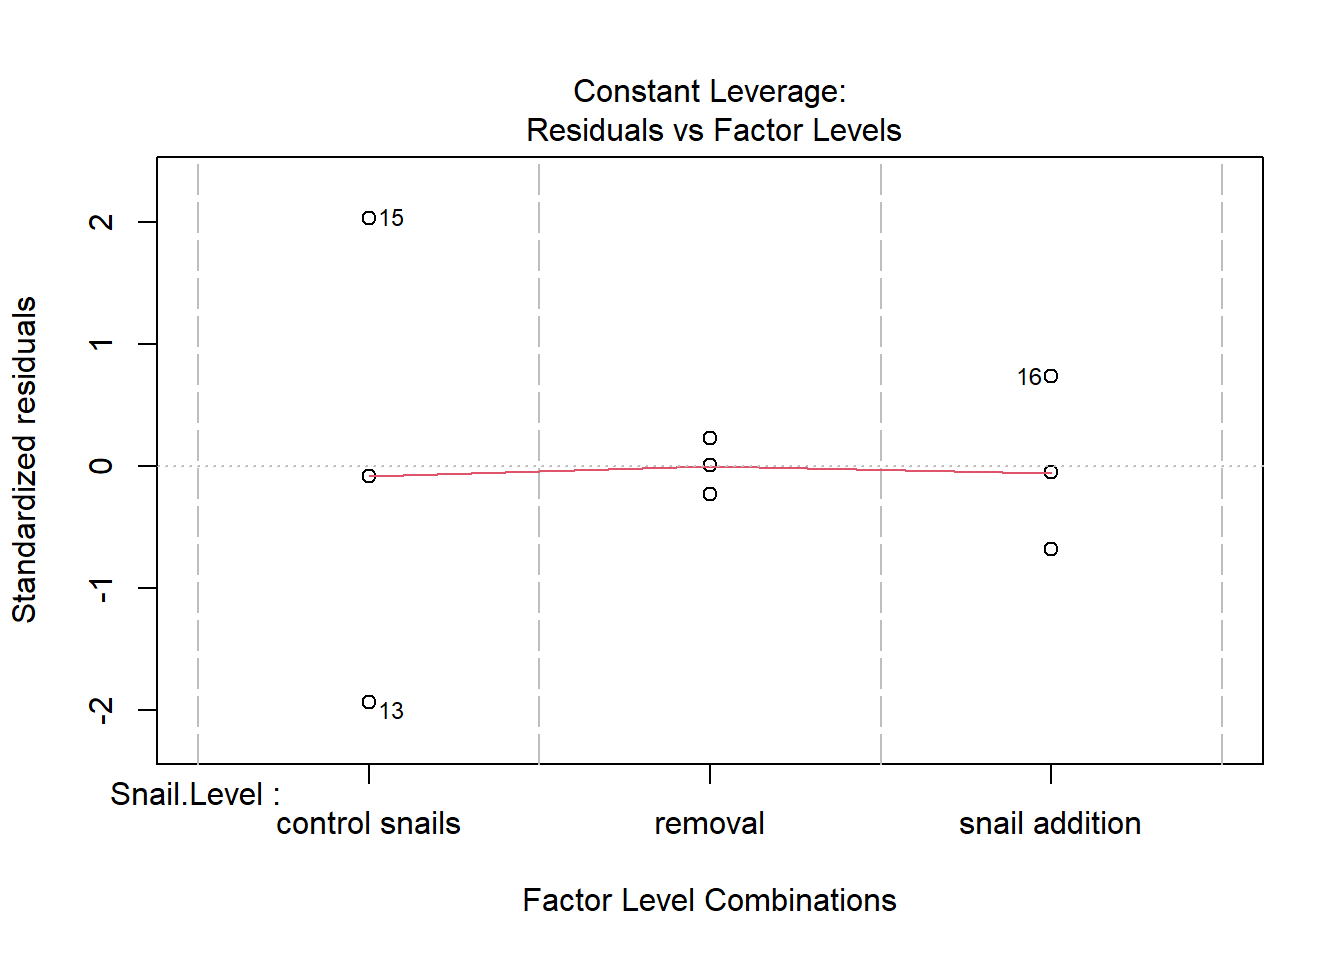 Constant Leverage:
Residuals vs Factor Levels
Standardized residuals
2
1
0
-1
-2
15
13
16
Snail.Level :
control snails
removal
snail addition
Factor Level Combinations